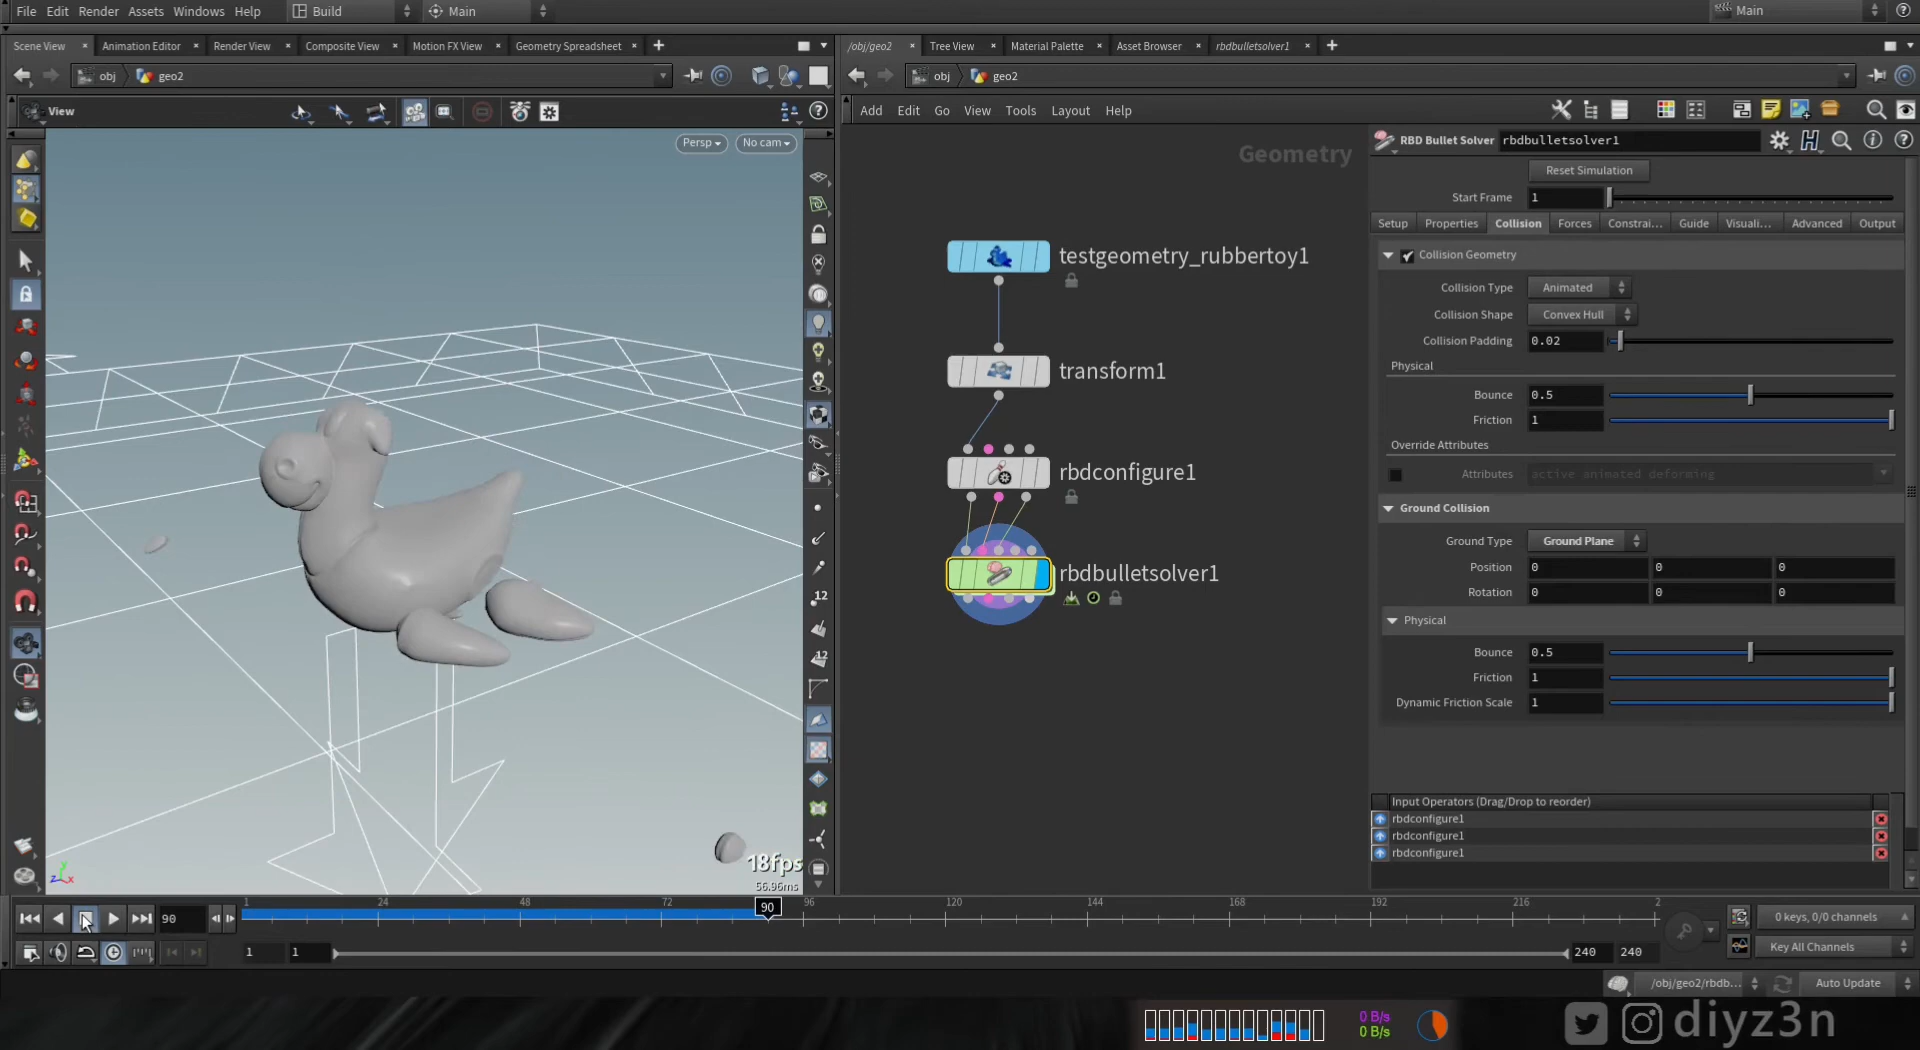 File Edit Render Assets Windows Help Build Main Main
Scene View Animation Editor Render View Composite View Motion FX View Geometry Spreadsheet
/obj/geo2 Tree View Material Palette Asset Browser rbdbulletsolver1
obj geo2
obj geo2
View
Add Edit Go View Tools Layout Help
Persp No cam
Geometry
RBD Bullet Solver rbdbulletsolver1
Reset Simulation
Start Frame 1
Setup Properties Collision Forces Constrai... Guide Visuali... Advanced Output
Collision Geometry
Collision Type Animated
Collision Shape Convex Hull
Collision Padding 0.02
Physical
Bounce 0.5
Friction 1
Override Attributes
Attributes active animated deforming
Ground Collision
Ground Type Ground Plane
Position 0 0 0
Rotation 0 0 0
Physical
Bounce 0.5
Friction 1
Dynamic Friction Scale 1
Input Operators (Drag/Drop to reorder)
rbdconfigure1
rbdconfigure1
rbdconfigure1
testgeometry_rubbertoy1
transform1
rbdconfigure1
rbdbulletsolver1
12
12
18fps
56.96ms
90
1 24 48 72 90 96 120 144 168 192 216 2
0 keys, 0/0 channels
1 1 240 240
Key All Channels
/obj/geo2/rbdb... Auto Update
0 B/s
0 B/s
diyz3n